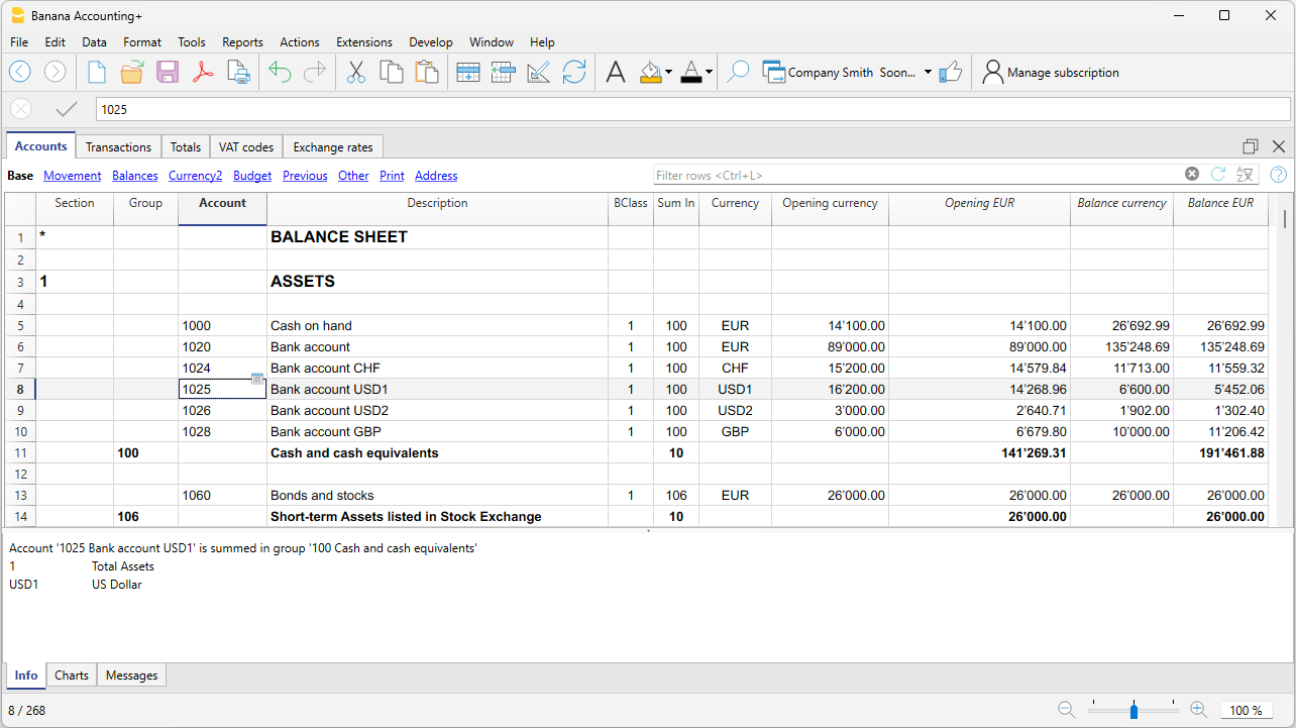 Banana Accounting+
File Edit Data Format Tools Reports Actions Extensions Develop Window Help
Company Smith Soon... Manage subscription
1025
Accounts Transactions Totals VAT codes Exchange rates
Base Movement Balances Currency2 Budget Previous Other Print Address Filter rows <Ctrl+L>
Section Group Account Description BClass Sum In Currency Opening currency Opening EUR Balance currency Balance EUR
1 * BALANCE SHEET
2
3 1 ASSETS
4
5 1000 Cash on hand 1 100 EUR 14’100.00 14’100.00 26’692.99 26’692.99
6 1020 Bank account 1 100 EUR 89’000.00 89’000.00 135’248.69 135’248.69
7 1024 Bank account CHF 1 100 CHF 15’200.00 14’579.84 11’713.00 11’559.32
8 1025 Bank account USD1 1 100 USD1 16’200.00 14’268.96 6’600.00 5’452.06
9 1026 Bank account USD2 1 100 USD2 3’000.00 2’640.71 1’902.00 1’302.40
10 1028 Bank account GBP 1 100 GBP 6’000.00 6’679.80 10’000.00 11’206.42
11 100 Cash and cash equivalents 10 141’269.31 191’461.88
12
13 1060 Bonds and stocks 1 106 EUR 26’000.00 26’000.00 26’000.00 26’000.00
14 106 Short-term Assets listed in Stock Exchange 10 26’000.00 26’000.00
Account '1025 Bank account USD1' is summed in group '100 Cash and cash equivalents'
1 Total Assets
USD1 US Dollar
Info Charts Messages
8 / 268 100 %